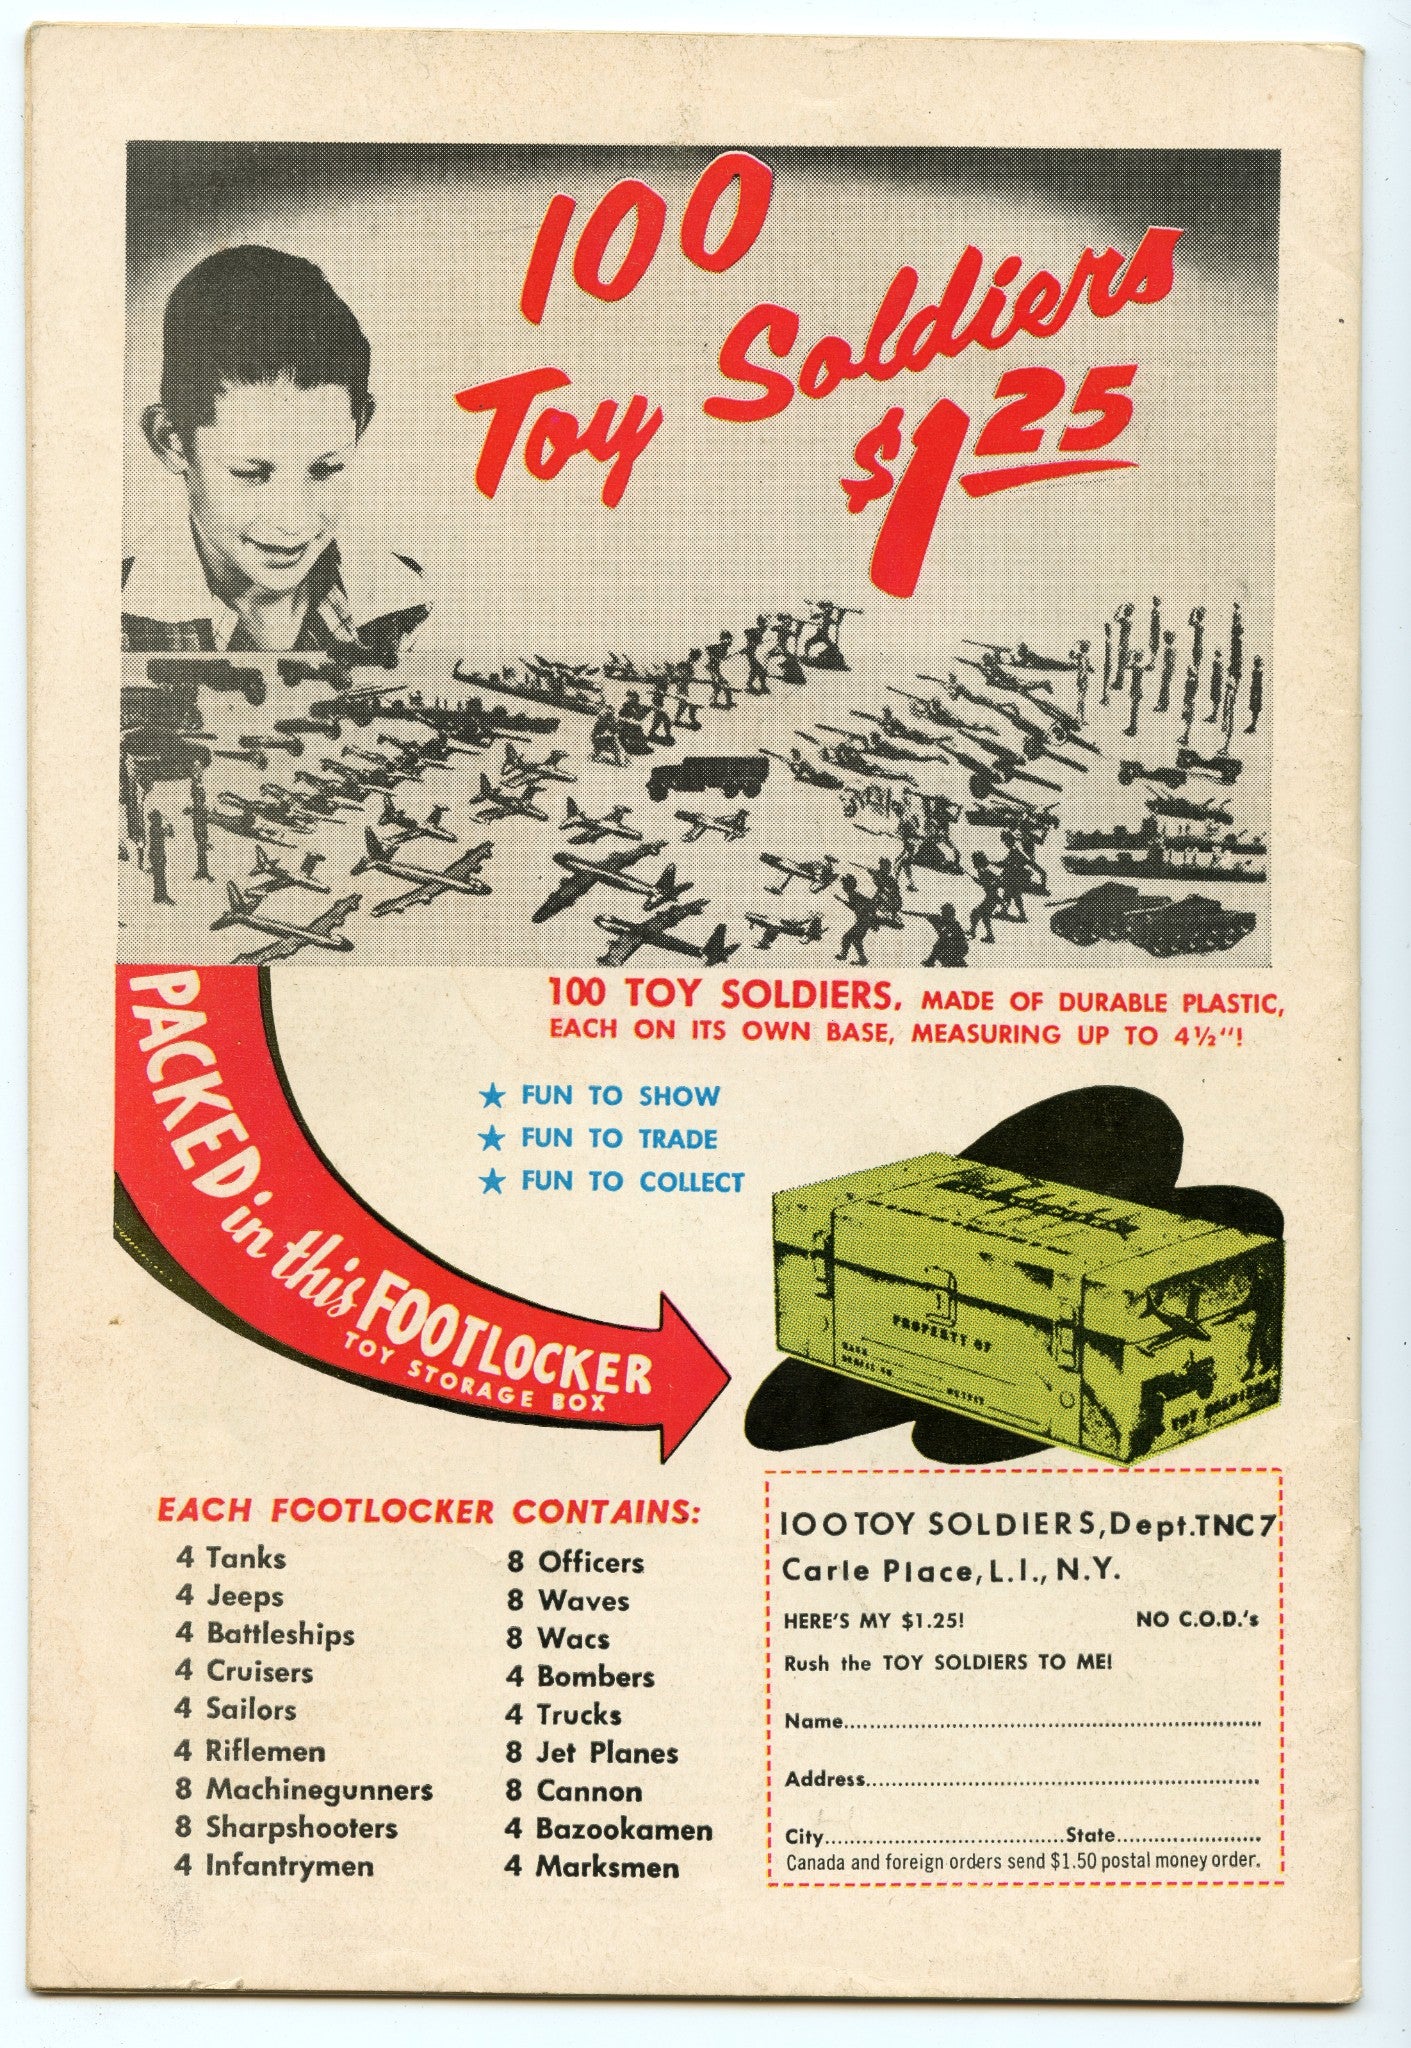 100
Toy Soldiers
$1.25
PACKED in this FOOTLOCKER
TOY STORAGE BOX
100 TOY SOLDIERS, MADE OF DURABLE PLASTIC,
EACH ON ITS OWN BASE, MEASURING UP TO 4½"!
★ FUN TO SHOW
★ FUN TO TRADE
★ FUN TO COLLECT
PROPERTY OF
TOY SOLDIERS
EACH FOOTLOCKER CONTAINS:
4 Tanks
4 Jeeps
4 Battleships
4 Cruisers
4 Sailors
4 Riflemen
8 Machinegunners
8 Sharpshooters
4 Infantrymen
8 Officers
8 Waves
8 Wacs
4 Bombers
4 Trucks
8 Jet Planes
8 Cannon
4 Bazookamen
4 Marksmen
100 TOY SOLDIERS, Dept. TNC7
Carle Place, L.I., N.Y.
HERE'S MY $1.25! NO C.O.D.'s
Rush the TOY SOLDIERS TO ME!
Name
Address
City State
Canada and foreign orders send $1.50 postal money order.